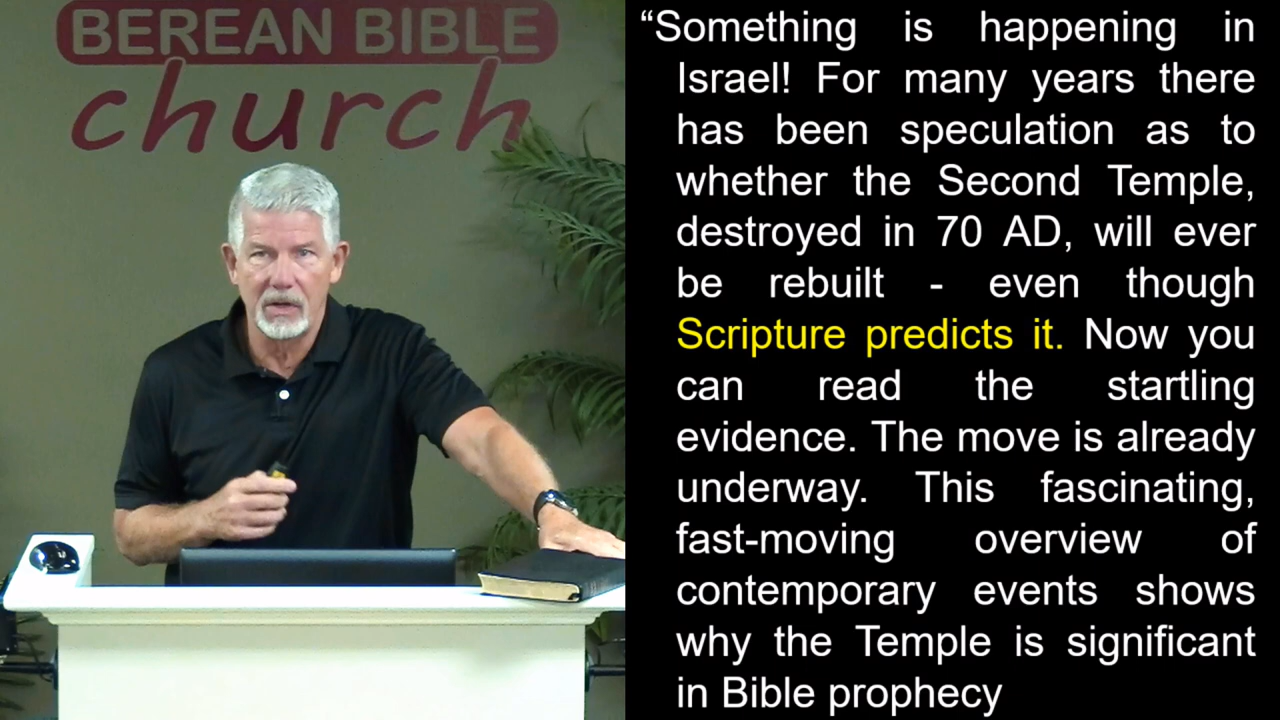 BEREAN BIBLE
church
“Something is happening in
Israel! For many years there
has been speculation as to
whether the Second Temple,
destroyed in 70 AD, will ever
be rebuilt - even though
Scripture predicts it. Now you
can read the startling
evidence. The move is already
underway. This fascinating,
fast-moving overview of
contemporary events shows
why the Temple is significant
in Bible prophecy